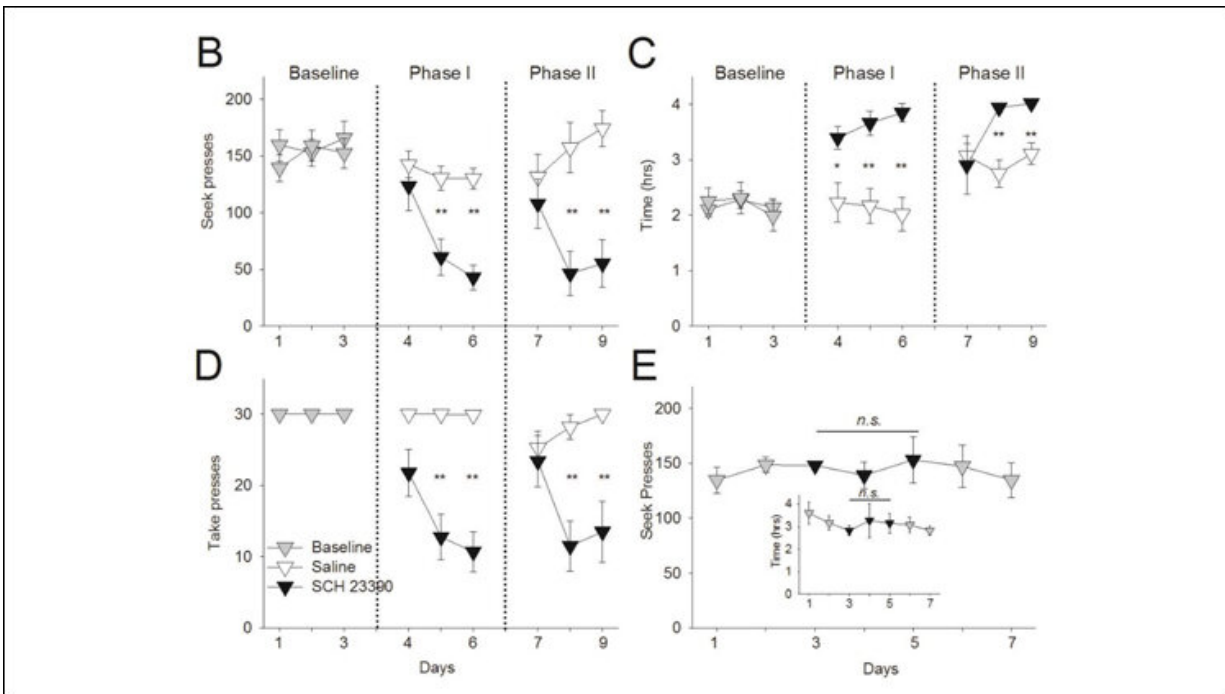 B
Baseline Phase I Phase II
Seek presses
200
150
100
50
0
** **
** **
1 3 4 6 7 9
C
Baseline Phase I Phase II
Time (hrs)
4
3
2
1
0
* ** **
** **
1 3 4 6 7 9
D
Take presses
30
20
10
0
** **
** **
Baseline
Saline
SCH 23390
1 3 4 6 7 9
Days
E
Seek Presses
200
150
100
50
0
n.s.
Time (hrs)
4
3
2
1
0
n.s.
1 3 5 7
1 3 5 7
Days